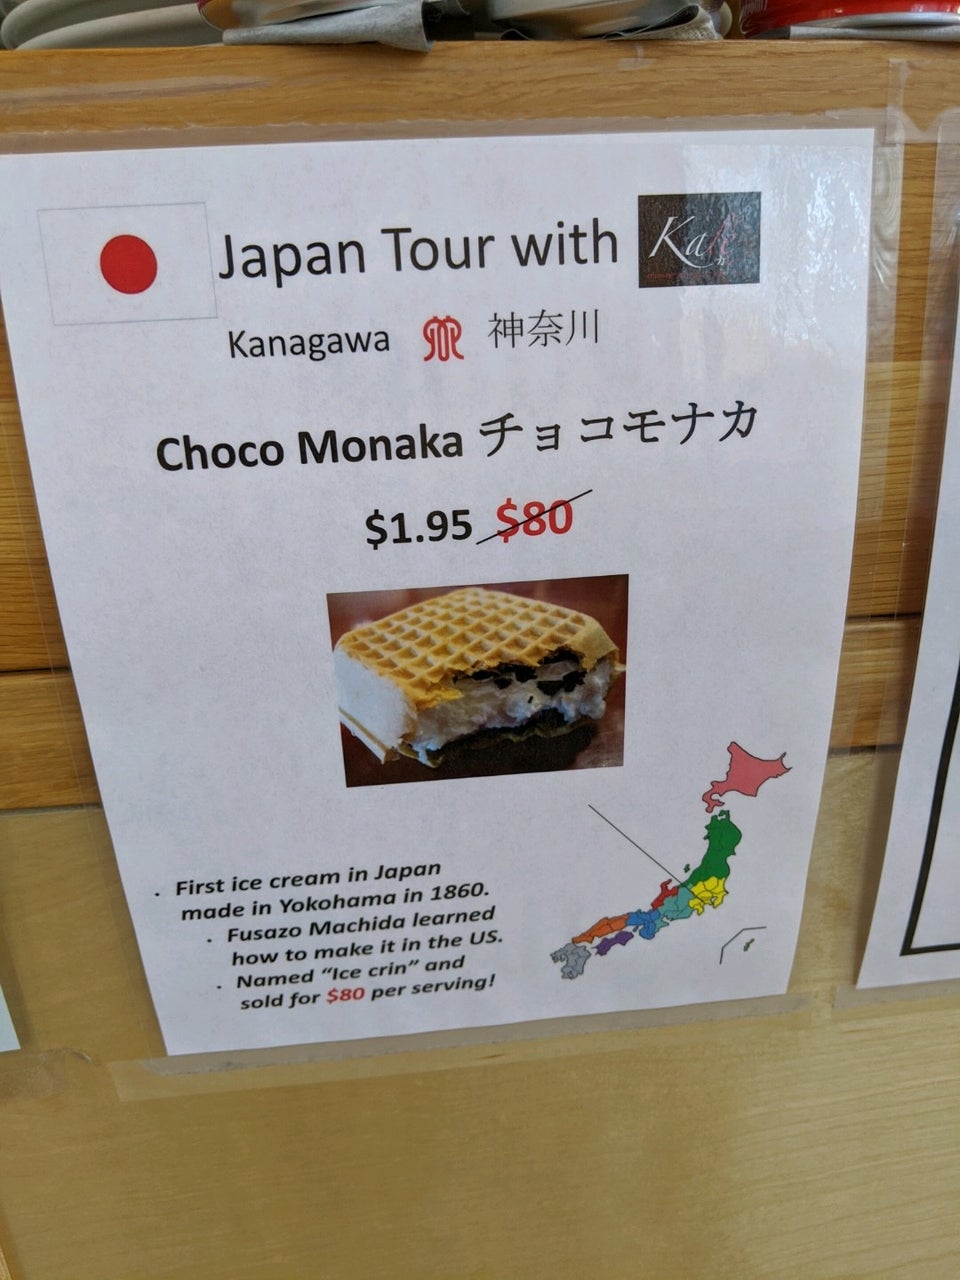 Japan Tour with
Kafé
Kanagawa 神奈川
Choco Monaka チョコモナカ
$1.95 $80
. First ice cream in Japan
made in Yokohama in 1860.
. Fusazo Machida learned
how to make it in the US.
. Named “Ice crin” and
sold for $80 per serving!